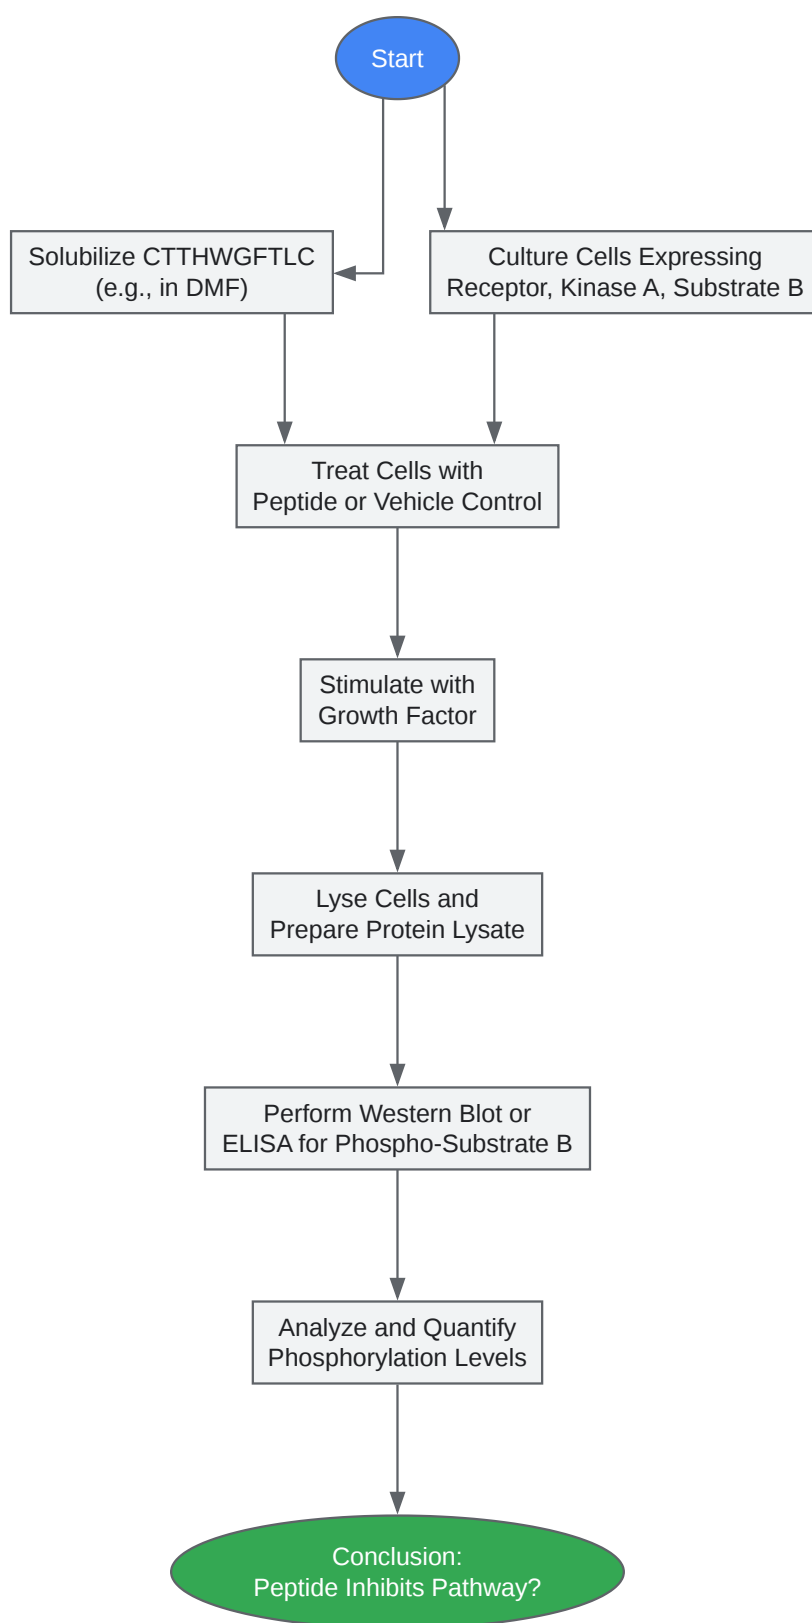 Start
Solubilize CTTHWGFTLC
(e.g., in DMF)
Culture Cells Expressing
Receptor, Kinase A, Substrate B
Treat Cells with
Peptide or Vehicle Control
Stimulate with
Growth Factor
Lyse Cells and
Prepare Protein Lysate
Perform Western Blot or
ELISA for Phospho-Substrate B
Analyze and Quantify
Phosphorylation Levels
Conclusion:
Peptide Inhibits Pathway?